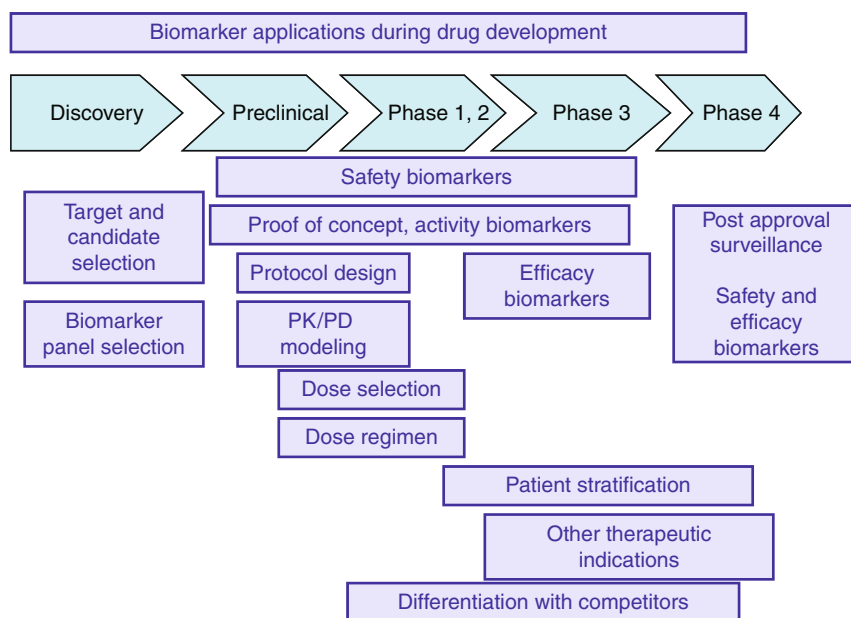 Biomarker applications during drug development
Discovery
Preclinical
Phase 1, 2
Phase 3
Phase 4
Safety biomarkers
Target and
candidate
selection
Proof of concept, activity biomarkers
Post approval
surveillance
Safety and
efficacy
biomarkers
Protocol design
Efficacy
biomarkers
Biomarker
panel selection
PK/PD
modeling
Dose selection
Dose regimen
Patient stratification
Other therapeutic
indications
Differentiation with competitors